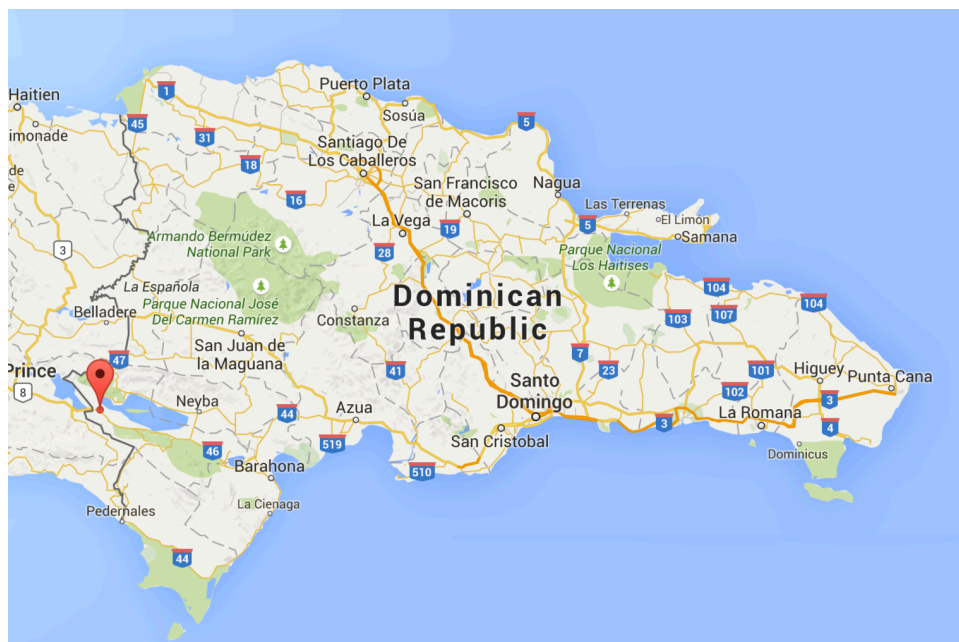 Haitien
imonade
de
e
1
45
31
18
16
Puerto Plata
Sosúa
5
Santiago De
Los Caballeros
San Francisco
de Macoris
Nagua
Las Terrenas
El Limón
5
Samana
La Vega
19
28
Armando Bermúdez
National Park
3
Parque Nacional
Los Haitises
La Española
Parque Nacional José
Del Carmen Ramírez
Belladere
Dominican
Republic
Constanza
104
104
103
107
San Juan de
la Maguana
47
Prince
8
41
7
23
101
Higuey
Punta Cana
102
3
Santo
Domingo
Neyba
44
Azua
La Romana
3
4
San Cristobal
519
46
510
Dominicus
Barahona
La Cienaga
Pedernales
44